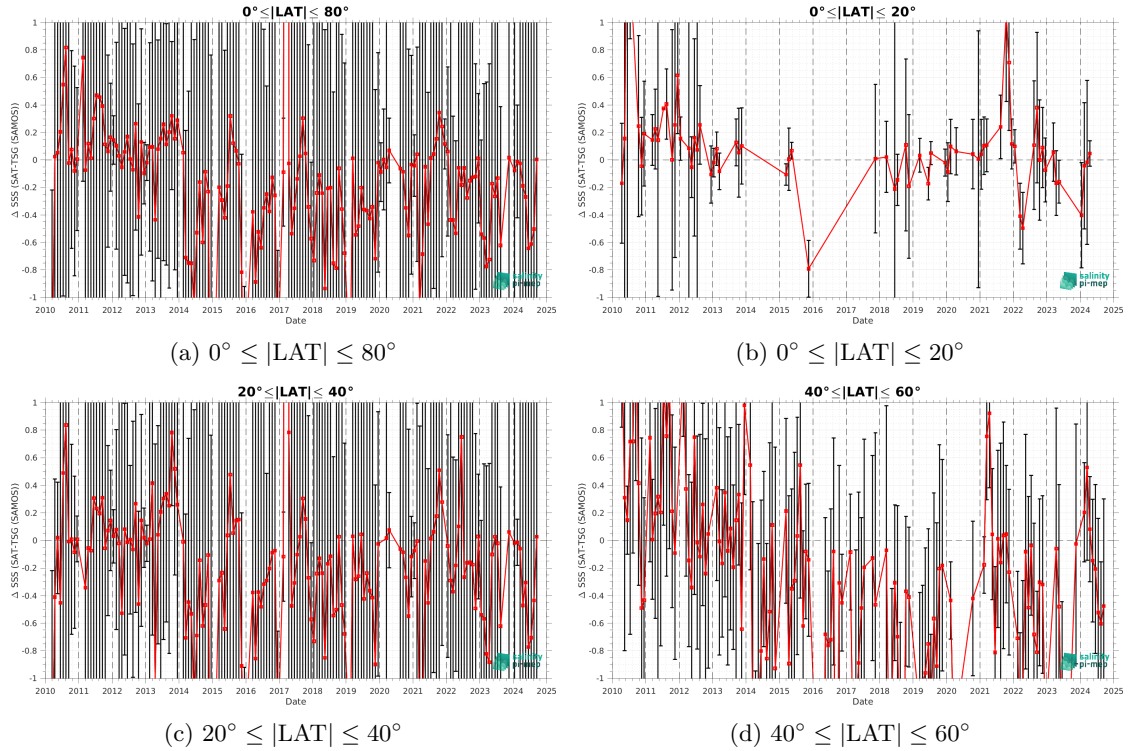 0°≤|LAT|≤ 80°
Δ SSS (SAT-TSG (SAMOS))
1
0.8
0.6
0.4
0.2
0
-0.2
-0.4
-0.6
-0.8
-1
2010 2011 2012 2013 2014 2015 2016 2017 2018 2019 2020 2021 2022 2023 2024 2025
Date
salinity
pi-mep
(a) 0° ≤ |LAT| ≤ 80°
0°≤|LAT|≤ 20°
Δ SSS (SAT-TSG (SAMOS))
1
0.8
0.6
0.4
0.2
0
-0.2
-0.4
-0.6
-0.8
-1
2010 2011 2012 2013 2014 2015 2016 2017 2018 2019 2020 2021 2022 2023 2024 2025
Date
salinity
pi-mep
(b) 0° ≤ |LAT| ≤ 20°
20°≤|LAT|≤ 40°
Δ SSS (SAT-TSG (SAMOS))
1
0.8
0.6
0.4
0.2
0
-0.2
-0.4
-0.6
-0.8
-1
2010 2011 2012 2013 2014 2015 2016 2017 2018 2019 2020 2021 2022 2023 2024 2025
Date
salinity
pi-mep
(c) 20° ≤ |LAT| ≤ 40°
40°≤|LAT|≤ 60°
Δ SSS (SAT-TSG (SAMOS))
1
0.8
0.6
0.4
0.2
0
-0.2
-0.4
-0.6
-0.8
-1
2010 2011 2012 2013 2014 2015 2016 2017 2018 2019 2020 2021 2022 2023 2024 2025
Date
salinity
pi-mep
(d) 40° ≤ |LAT| ≤ 60°